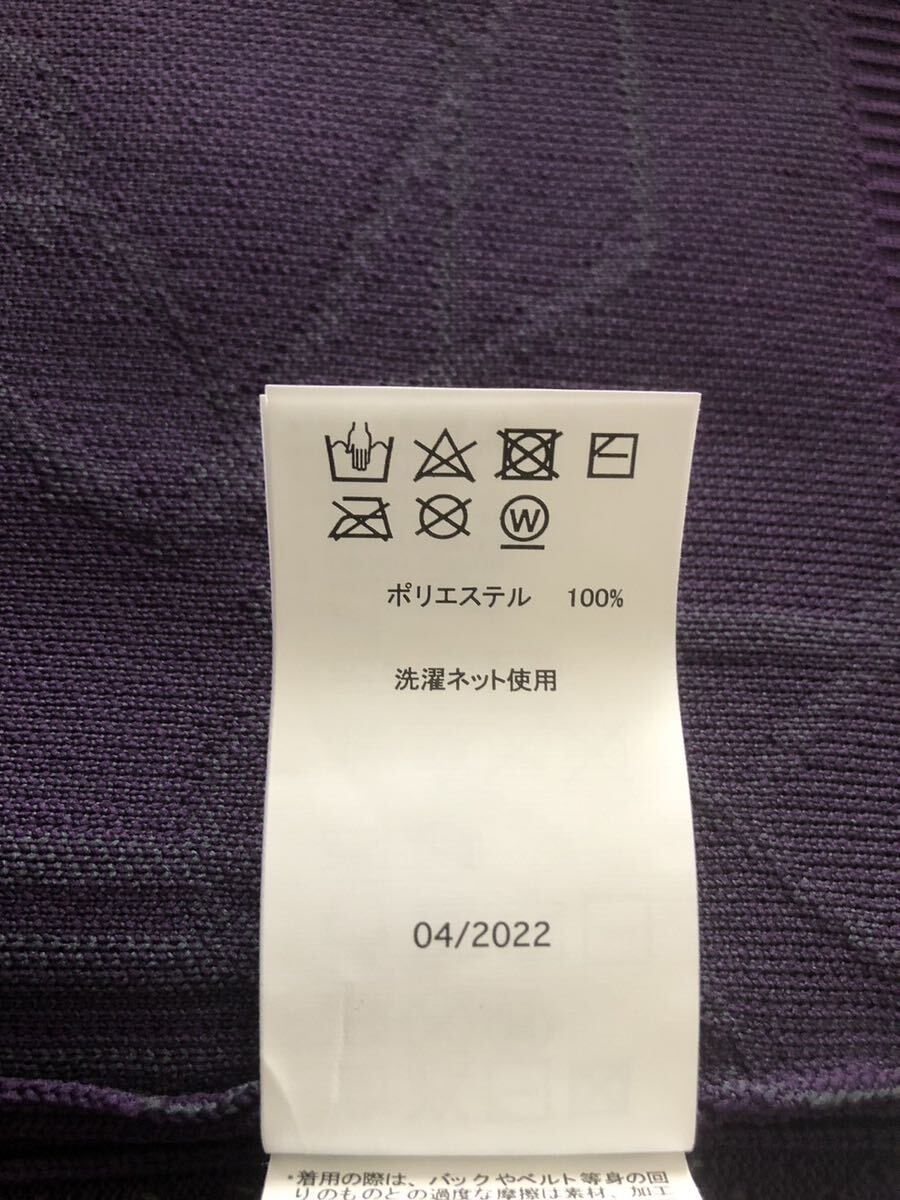 W
ポリエステル 100%
洗濯ネット使用
04/2022
*着用の際は、バックやベルト等身の回
りのものとの過度な摩擦は素材、加工